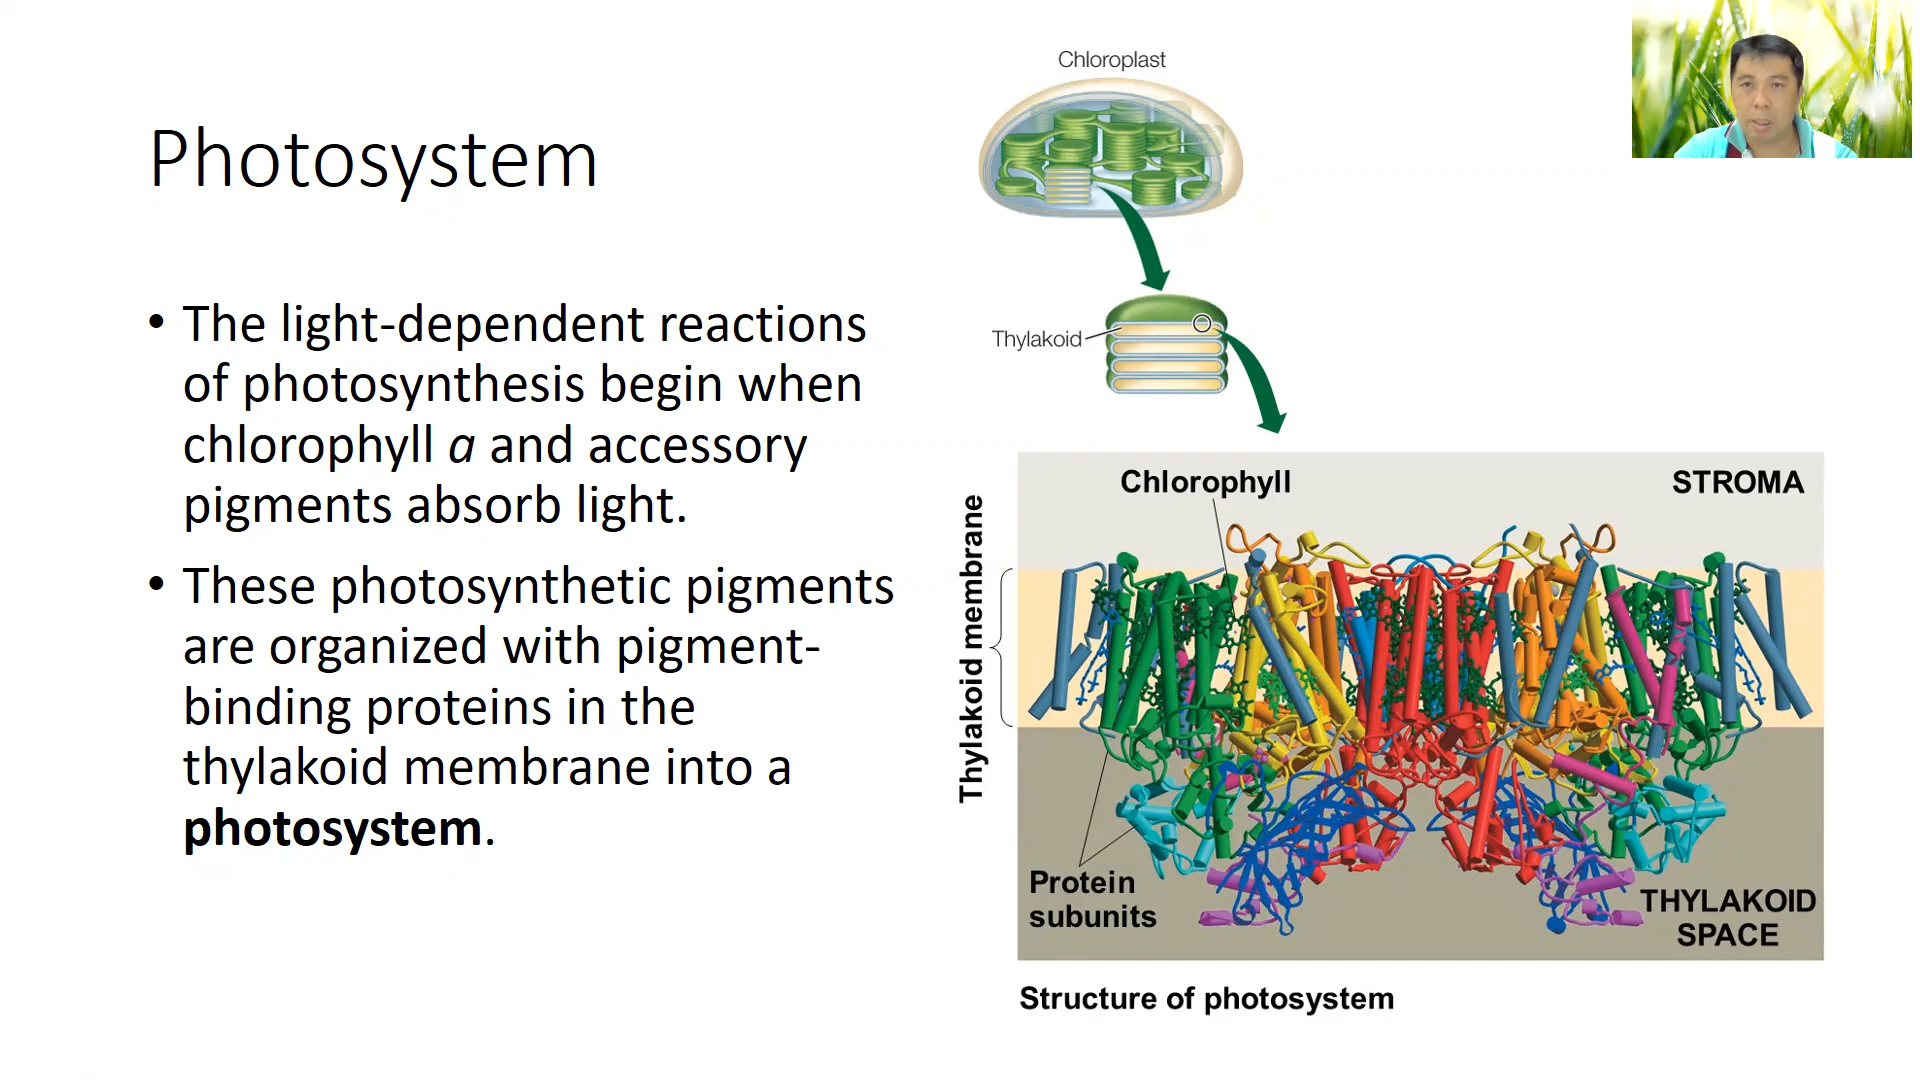 Photosystem
• The light-dependent reactions
of photosynthesis begin when
chlorophyll a and accessory
pigments absorb light.
• These photosynthetic pigments
are organized with pigment-
binding proteins in the
thylakoid membrane into a
photosystem.
Chloroplast
Thylakoid
Chlorophyll
STROMA
Thylakoid membrane
Protein
subunits
THYLAKOID
SPACE
Structure of photosystem